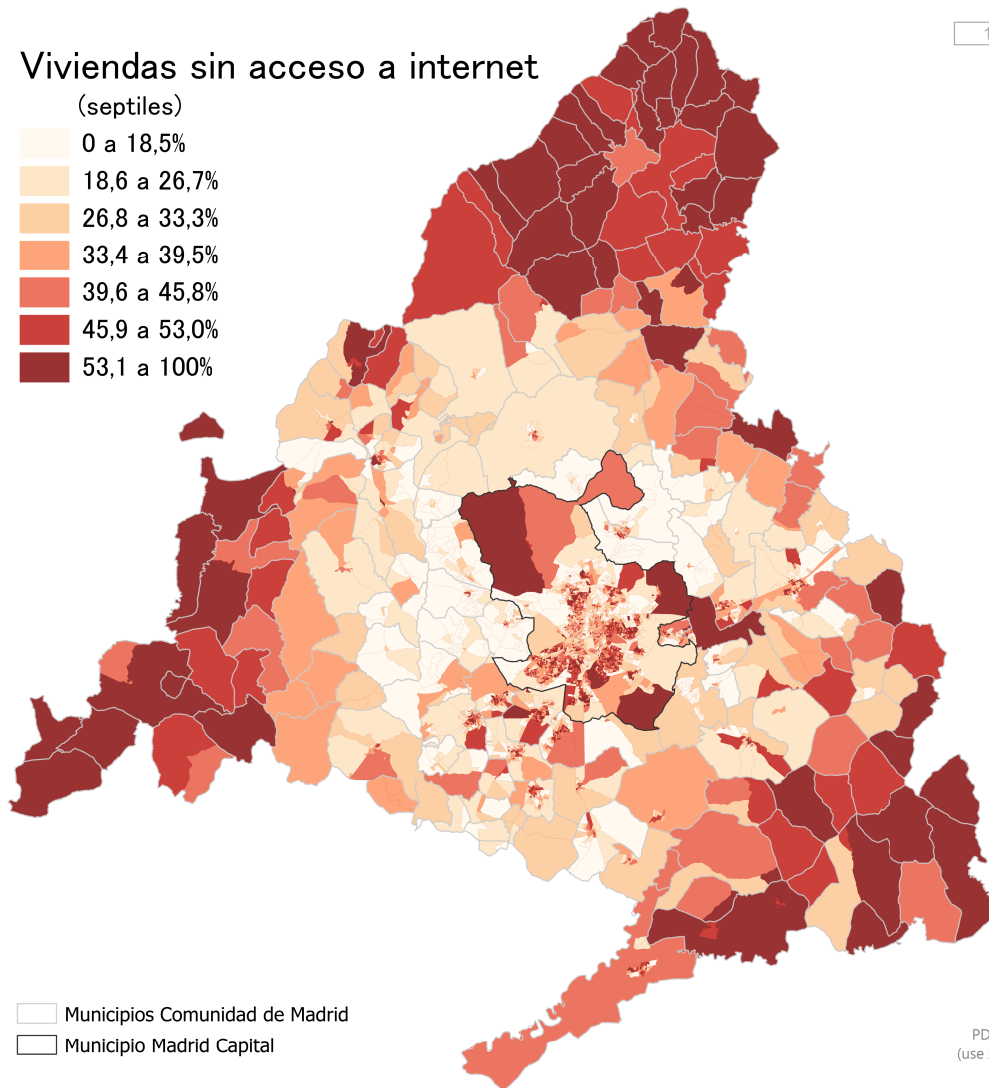 Viviendas sin acceso a internet
(septiles)
0 a 18,5%
18,6 a 26,7%
26,8 a 33,3%
33,4 a 39,5%
39,6 a 45,8%
45,9 a 53,0%
53,1 a 100%
Municipios Comunidad de Madrid
Municipio Madrid Capital
(use